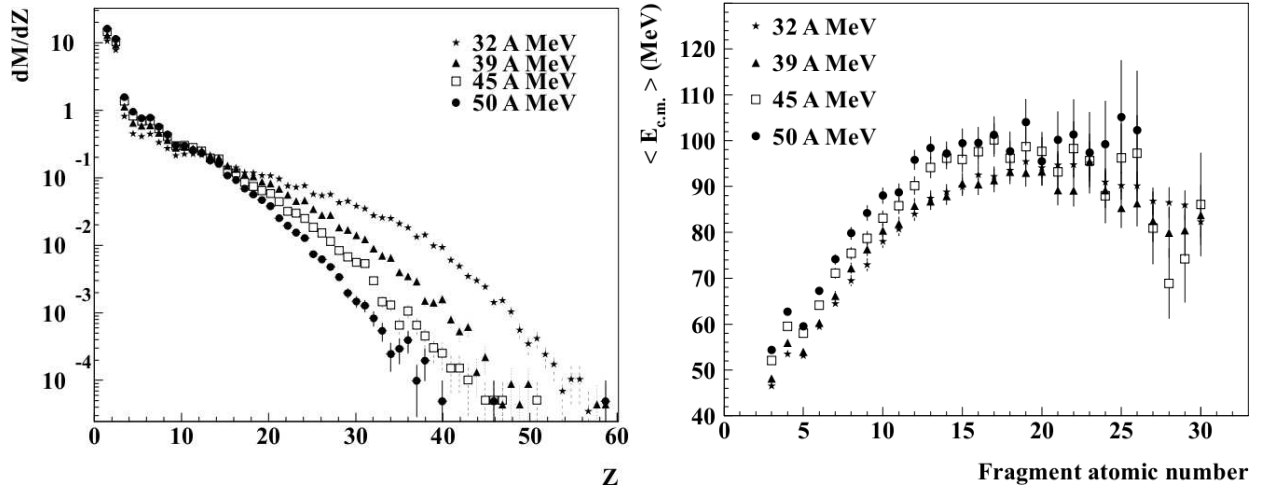 dM/dZ
10
1
10 -1
10 -2
10 -3
10 -4
0 10 20 30 40 50 60
Z
32 A MeV
39 A MeV
45 A MeV
50 A MeV
< E c.m. > (MeV)
120
110
100
90
80
70
60
50
40
0 5 10 15 20 25 30
Fragment atomic number
32 A MeV
39 A MeV
45 A MeV
50 A MeV